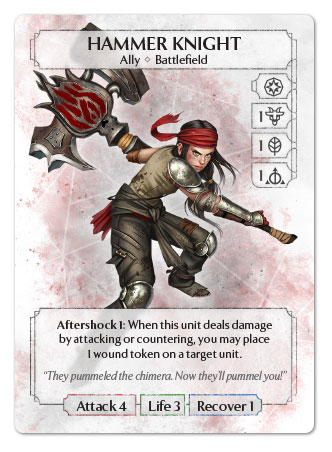 HAMMER KNIGHT
Ally ◇ Battlefield
1
1
1
Aftershock 1: When this unit deals damage
by attacking or countering, you may place
1 wound token on a target unit.
“They pummeled the chimera. Now they’ll pummel you!”
Attack 4 Life 3 Recover 1